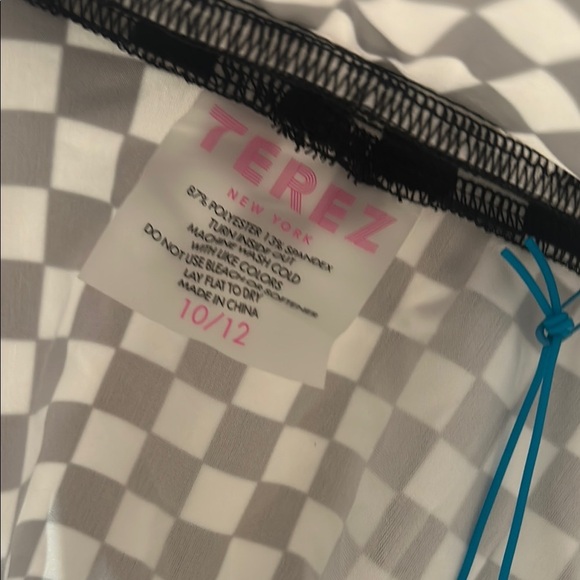 TEREZ
NEW YORK
87% POLYESTER 13% SPANDEX
TURN INSIDE OUT
MACHINE WASH COLD
WITH LIKE COLORS
DO NOT USE BLEACH OR SOFTENER
LAY FLAT TO DRY
MADE IN CHINA
10/12